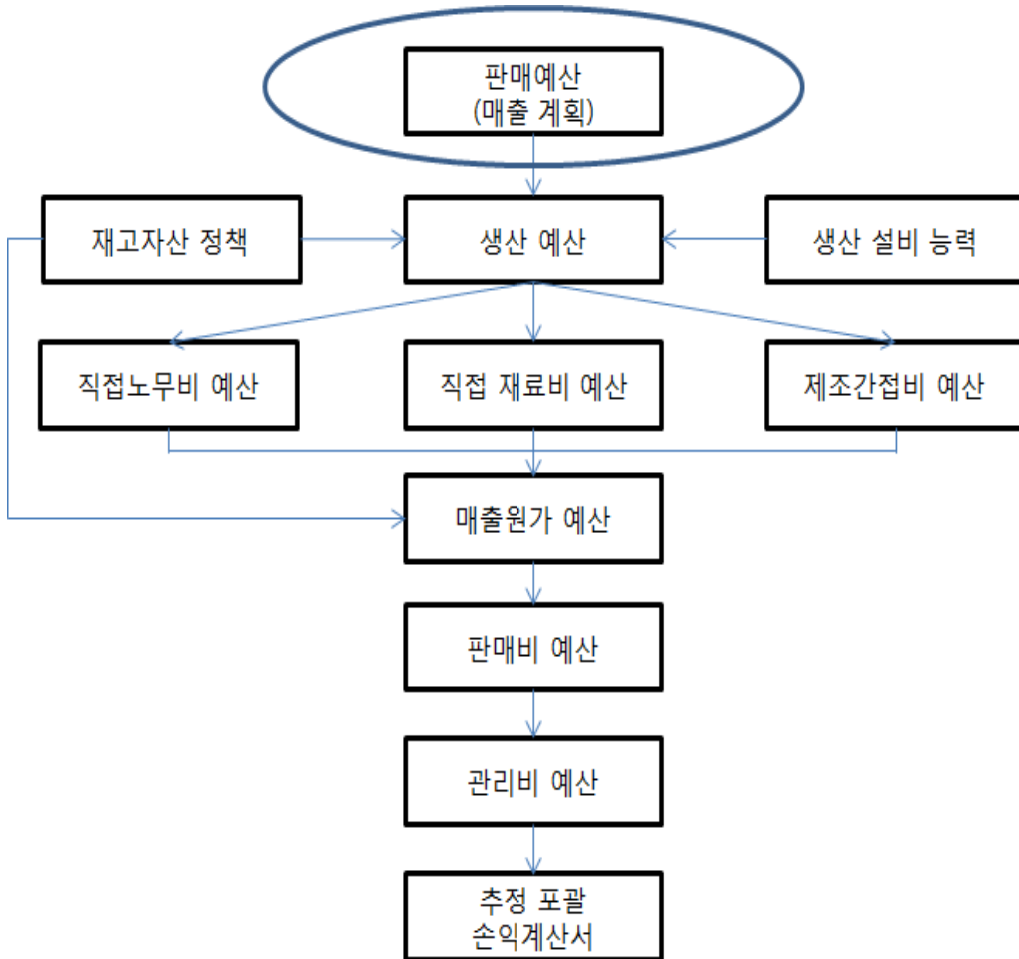 판매예산
(매출 계획)
재고자산 정책
생산 예산
생산 설비 능력
직접노무비 예산
직접 재료비 예산
제조간접비 예산
매출원가 예산
판매비 예산
관리비 예산
추정 포괄
손익계산서